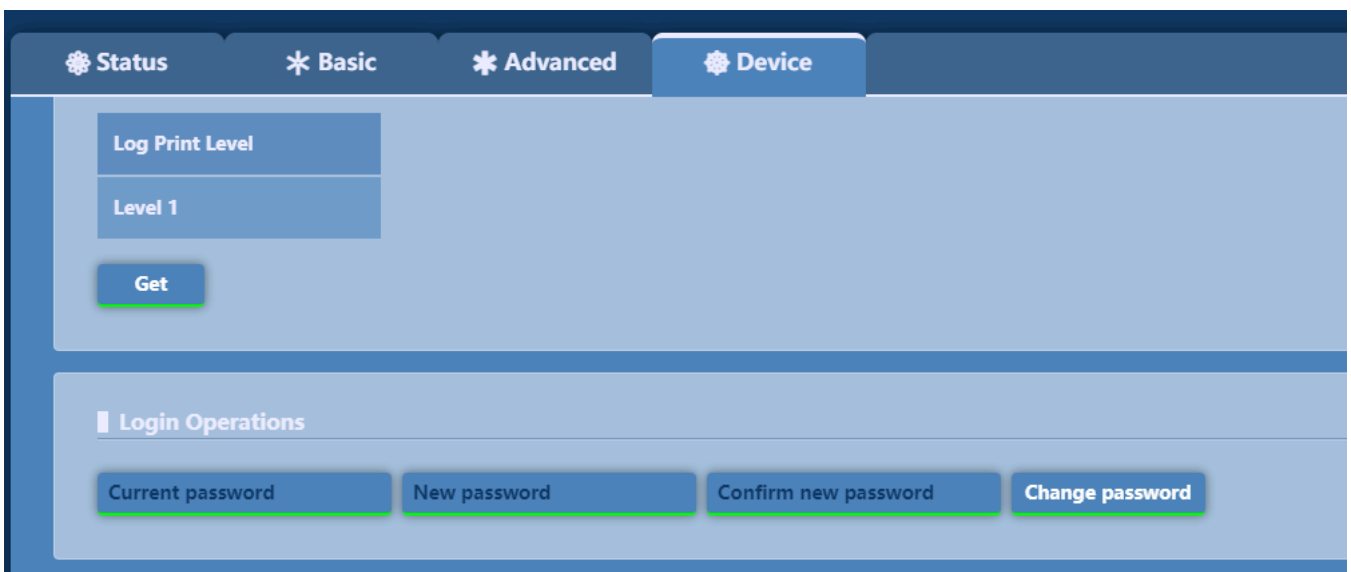 Status Basic Advanced Device
Log Print Level
Level 1
Get
Login Operations
Current password New password Confirm new password Change password